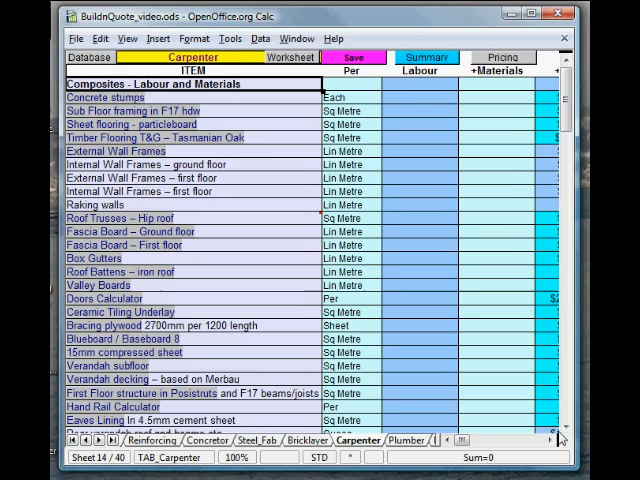 BuildnQuote_video.ods - OpenOffice.org Calc
File Edit View Insert Format Tools Data Window Help
Database Carpenter Worksheet Save Summary Pricing
ITEM Per Labour +Materials
Composites - Labour and Materials
Concrete stumps Each
Sub Floor framing in F17 hdw Sq Metre
Sheet flooring - particleboard Sq Metre
Timber Flooring T&G – Tasmanian Oak Sq Metre
External Wall Frames Lin Metre
Internal Wall Frames – ground floor Lin Metre
External Wall Frames – first floor Lin Metre
Internal Wall Frames – first floor Lin Metre
Raking walls Lin Metre
Roof Trusses – Hip roof Sq Metre
Fascia Board – Ground floor Lin Metre
Fascia Board – First floor Lin Metre
Box Gutters Lin Metre
Roof Battens – iron roof Lin Metre
Valley Boards Lin Metre
Doors Calculator Per
Ceramic Tiling Underlay Sq Metre
Bracing plywood 2700mm per 1200 length Sheet
Blueboard / Baseboard 8 Sq Metre
15mm compressed sheet Sq Metre
Verandah subfloor Sq Metre
Verandah decking – based on Merbau Sq Metre
First Floor structure in Posistruts and F17 beams/joists Sq Metre
Hand Rail Calculator Per
Eaves Lining In 4.5mm cement sheet Sq Metre
Reinforcing Concretor Steel_Fab Bricklayer Carpenter Plumber
Sheet 14 / 40 TAB_Carpenter 100% STD * Sum=0